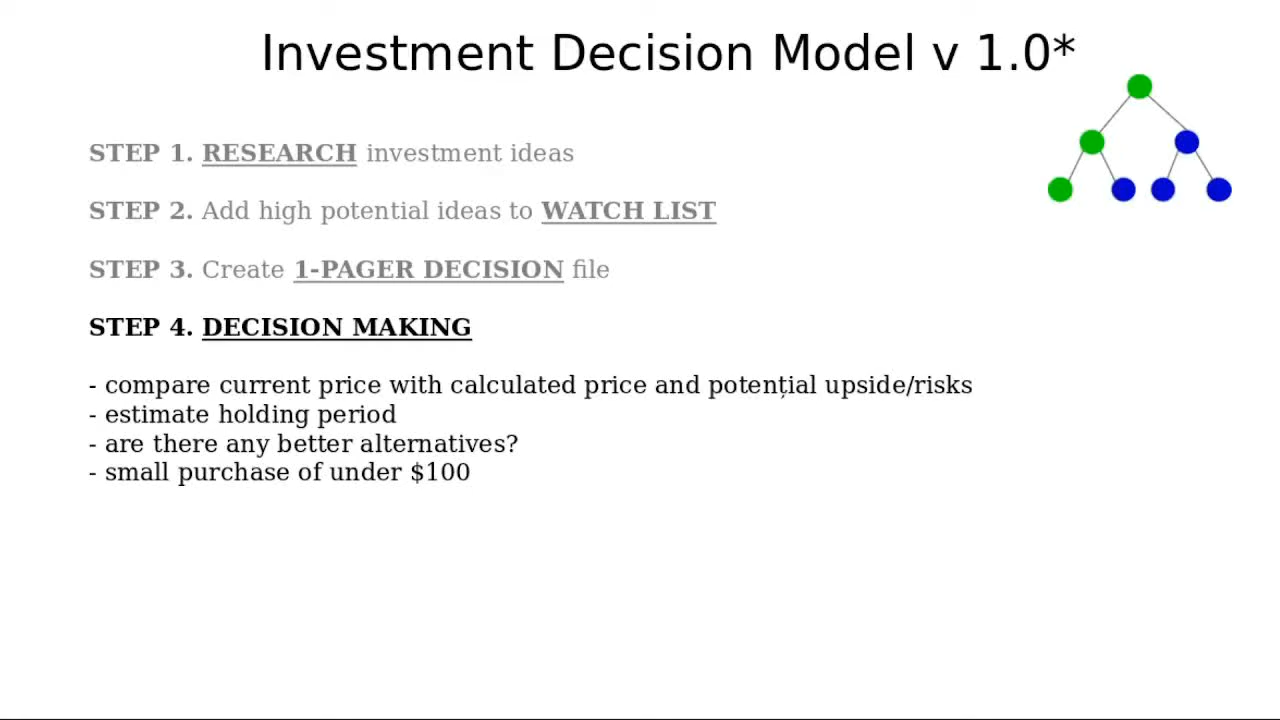 Investment Decision Model v 1.0*
STEP 1. RESEARCH investment ideas
STEP 2. Add high potential ideas to WATCH LIST
STEP 3. Create 1-PAGER DECISION file
STEP 4. DECISION MAKING
- compare current price with calculated price and potential upside/risks
- estimate holding period
- are there any better alternatives?
- small purchase of under $100